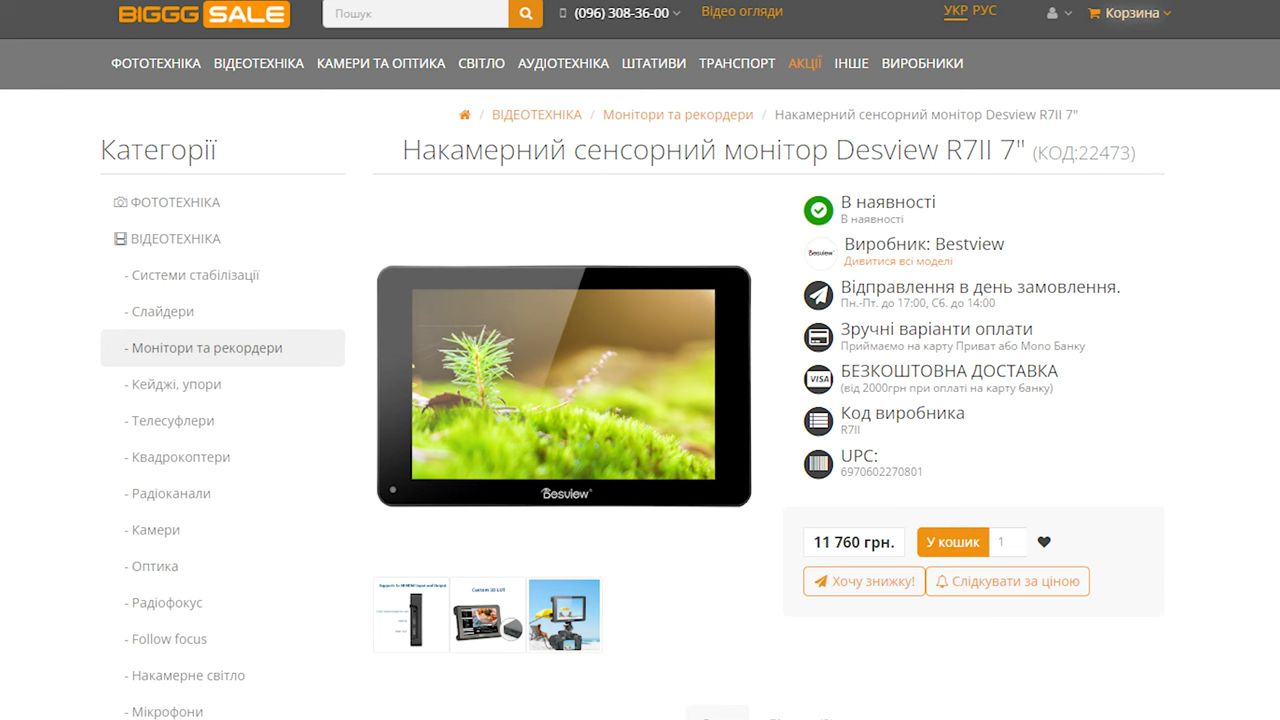 BIGGG SALE
Пошук
(096) 308-36-00
Відео огляди
УКР РУС
Корзина
ФОТОТЕХНІКА ВІДЕОТЕХНІКА КАМЕРИ ТА ОПТИКА СВІТЛО АУДІОТЕХНІКА ШТАТИВИ ТРАНСПОРТ АКЦІЇ ІНШЕ ВИРОБНИКИ
/ ВІДЕОТЕХНІКА / Монітори та рекордери / Накамерний сенсорний монітор Desview R7II 7"
Категорії
ФОТОТЕХНІКА
ВІДЕОТЕХНІКА
- Системи стабілізації
- Слайдери
- Монітори та рекордери
- Кейджі, упори
- Телесуфлери
- Квадрокоптери
- Радіоканали
- Камери
- Оптика
- Радіофокус
- Follow focus
- Накамерне світло
- Мікрофони
Накамерний сенсорний монітор Desview R7II 7" (КОД:22473)
Besview
Custom 3D LUT
В наявності
В наявності
Виробник: Bestview
Дивитися всі моделі
Відправлення в день замовлення.
Пн.-Пт. до 17:00, Сб. до 14:00
Зручні варіанти оплати
Приймаємо на карту Приват або Mono Банку
VISA
БЕЗКОШТОВНА ДОСТАВКА
(від 2000грн при оплаті на карту банку)
Код виробника
R7II
UPC:
6970602270801
11 760 грн.
У кошик
1
Хочу знижку!
Слідкувати за ціною